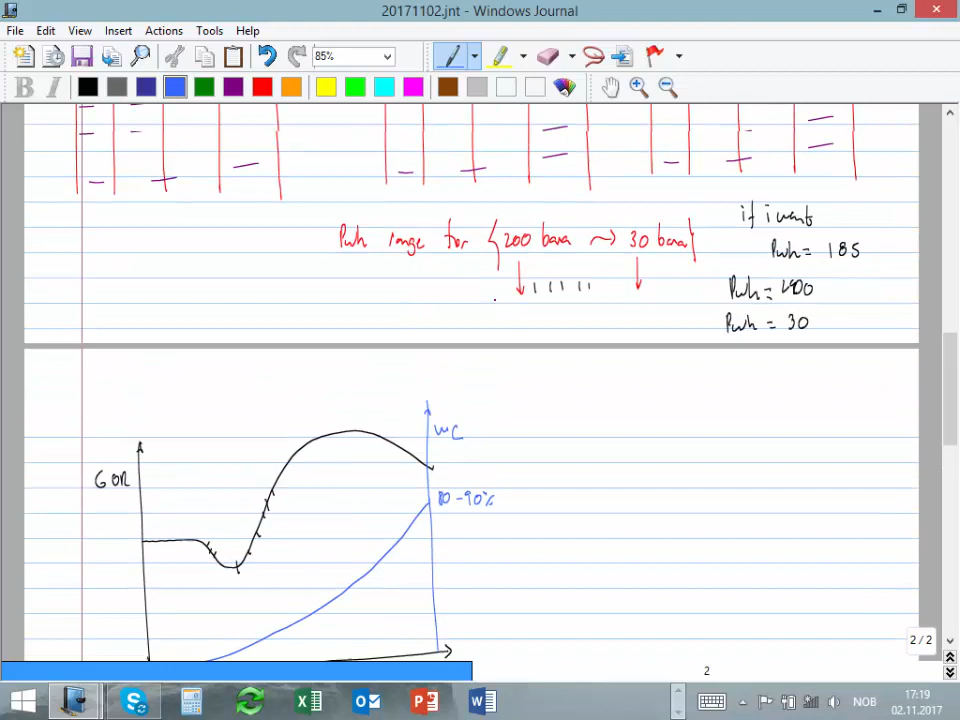 20171102.jnt - Windows Journal
File Edit View Insert Actions Tools Help
85%
B I
if i want
Pwh range for {200 bara ~> 30 bara}
Pwh = 185
Pwh = 200
Pwh = 30
WC
GOR
80-90%
2/2
2
NOB
17:19
02.11.2017